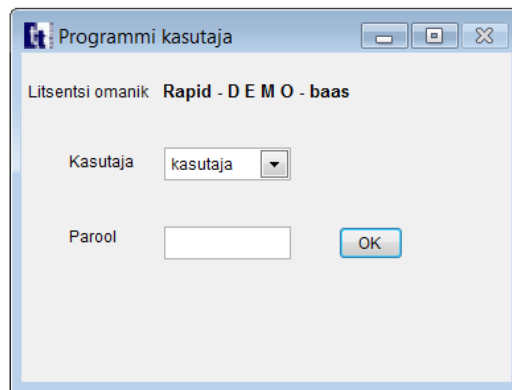 Programmi kasutaja
Litsentsi omanik Rapid - D E M O - baas
Kasutaja kasutaja
Parool OK